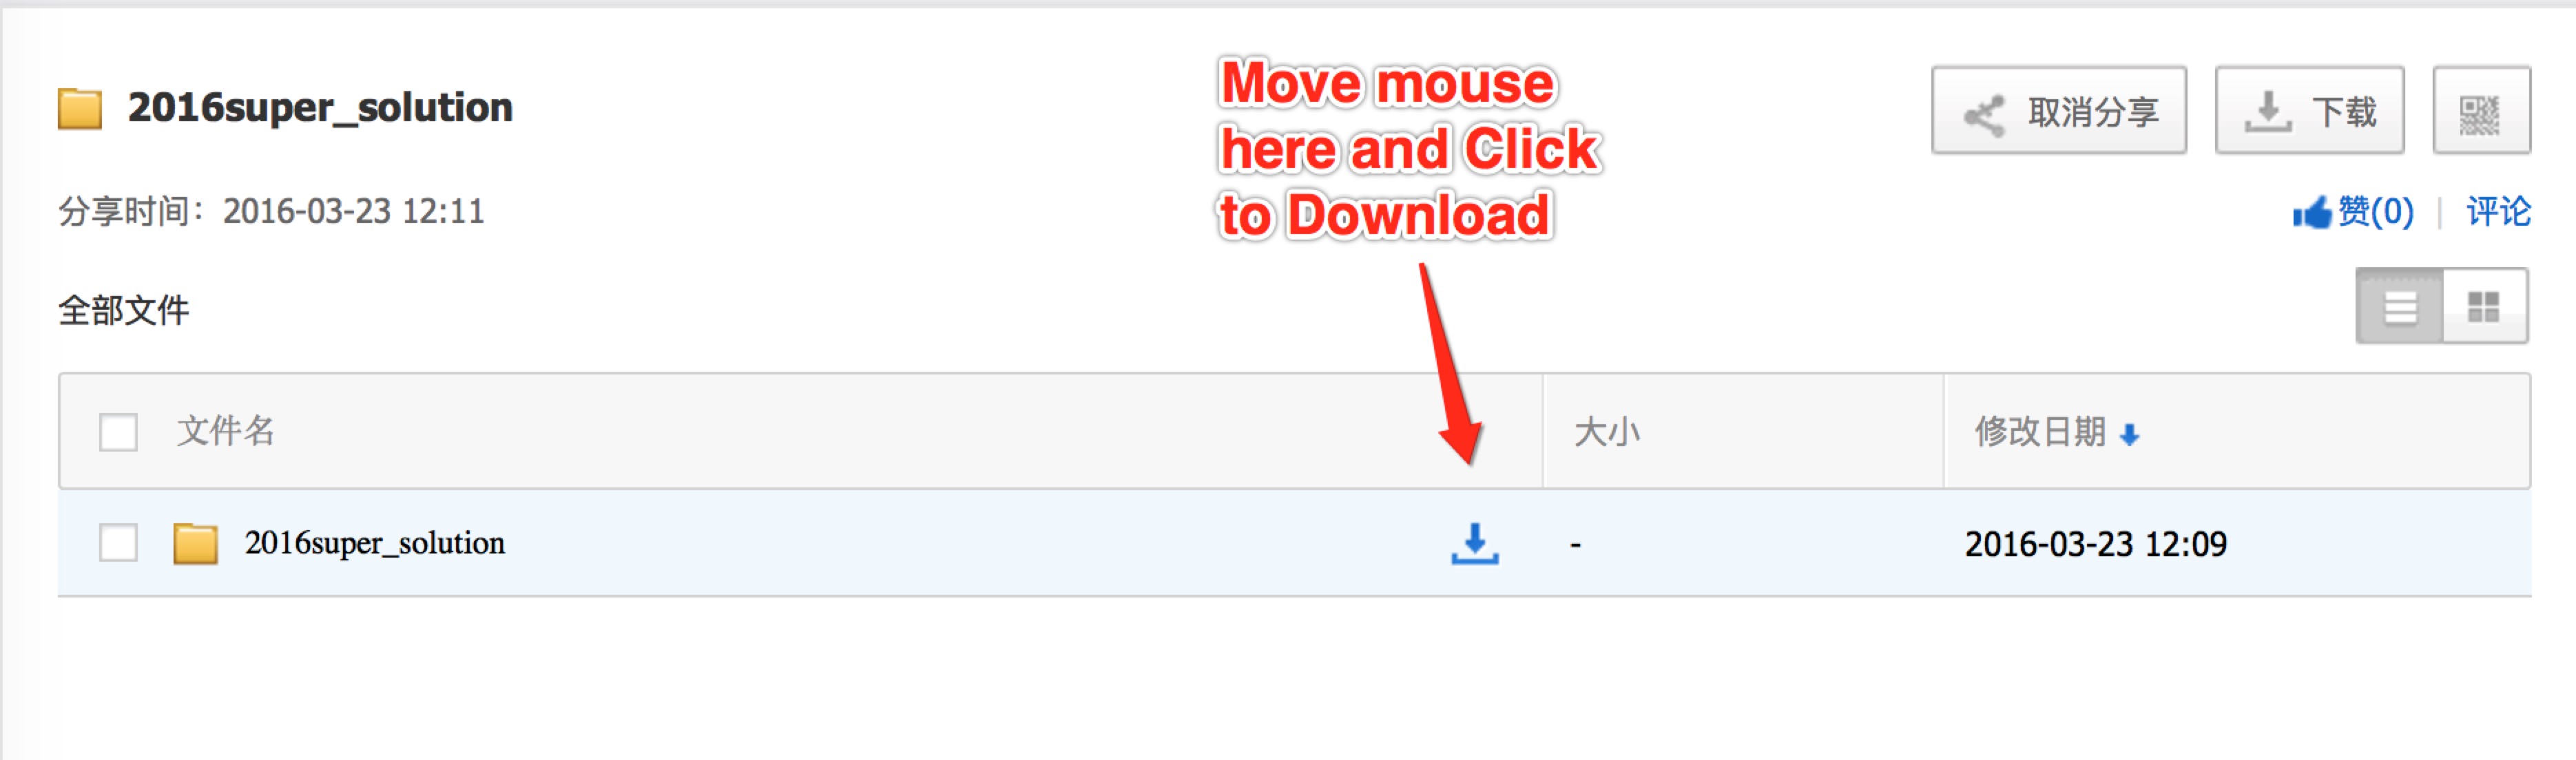 2016super_solution
Move mouse
here and Click
to Download
取消分享
下载
分享时间：2016-03-23 12:11
赞(0) | 评论
全部文件
文件名 大小 修改日期
2016super_solution - 2016-03-23 12:09